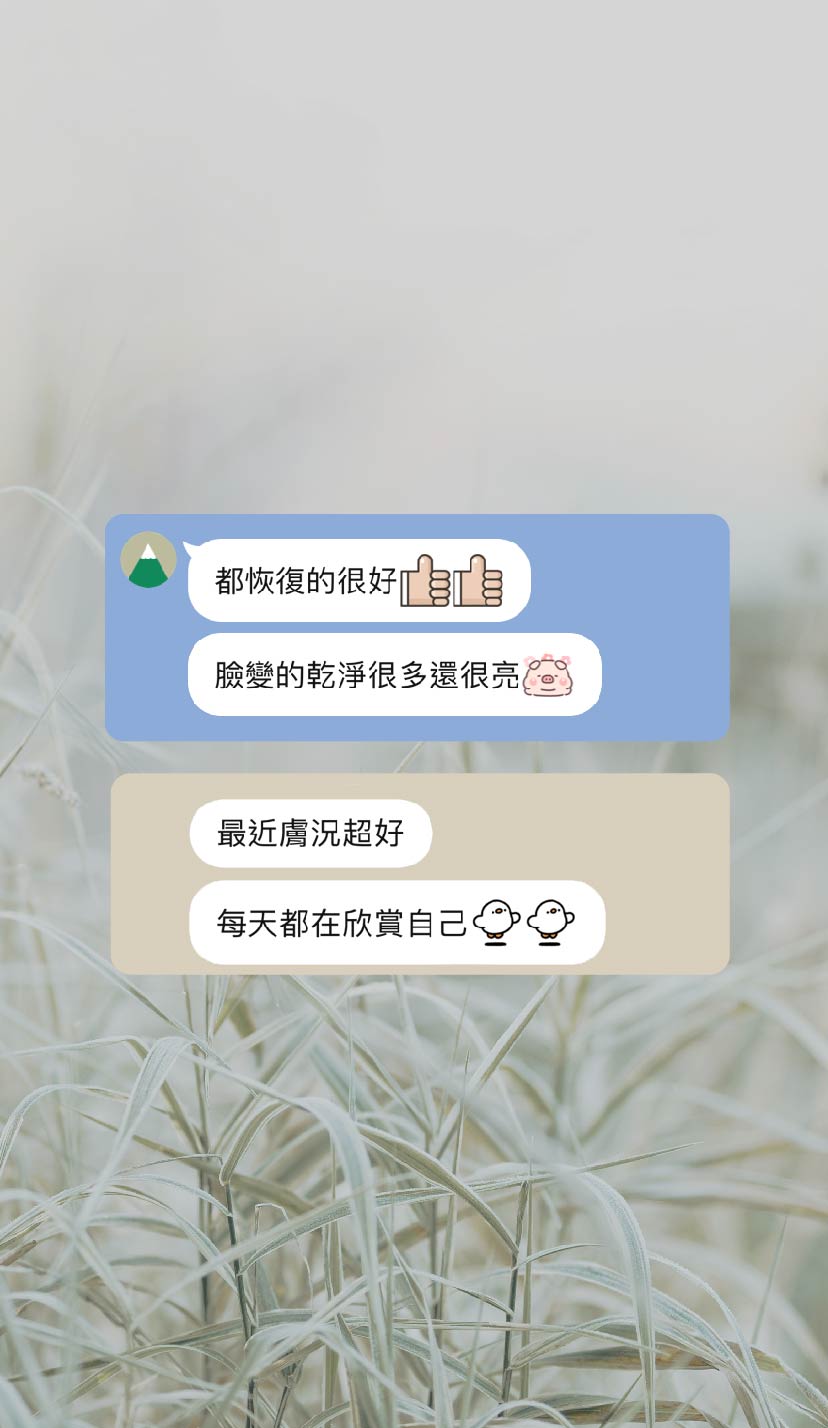 都恢復的很好
臉變的乾淨很多還很亮
最近膚況超好
每天都在欣賞自己